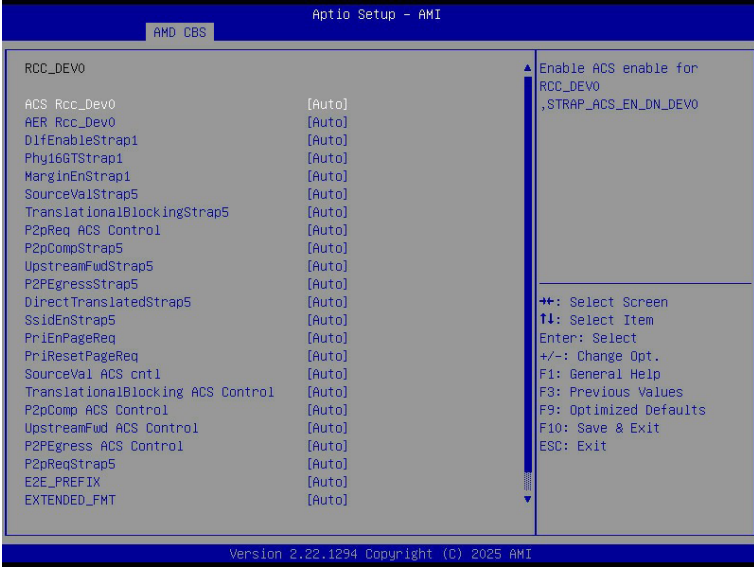 Aptio Setup – AMI
AMD CBS
RCC_DEV0
ACS Rcc_Dev0 [Auto]
AER Rcc_Dev0 [Auto]
DlfEnableStrap1 [Auto]
Phy16GTStrap1 [Auto]
MarginEnStrap1 [Auto]
SourceValStrap5 [Auto]
TranslationalBlockingStrap5 [Auto]
P2pReq ACS Control [Auto]
P2pCompStrap5 [Auto]
UpstreamFwdStrap5 [Auto]
P2PEgressStrap5 [Auto]
DirectTranslatedStrap5 [Auto]
SsidEnStrap5 [Auto]
PriEnPageReq [Auto]
PriResetPageReq [Auto]
SourceVal ACS cntl [Auto]
TranslationalBlocking ACS Control [Auto]
P2pComp ACS Control [Auto]
UpstreamFwd ACS Control [Auto]
P2PEgress ACS Control [Auto]
P2pReqStrap5 [Auto]
E2E_PREFIX [Auto]
EXTENDED_FMT [Auto]
Enable ACS enable for
RCC_DEV0
,STRAP_ACS_EN_DN_DEV0
→←: Select Screen
↑↓: Select Item
Enter: Select
+/-: Change Opt.
F1: General Help
F3: Previous Values
F9: Optimized Defaults
F10: Save & Exit
ESC: Exit
Version 2.22.1294 Copyright (C) 2025 AMI